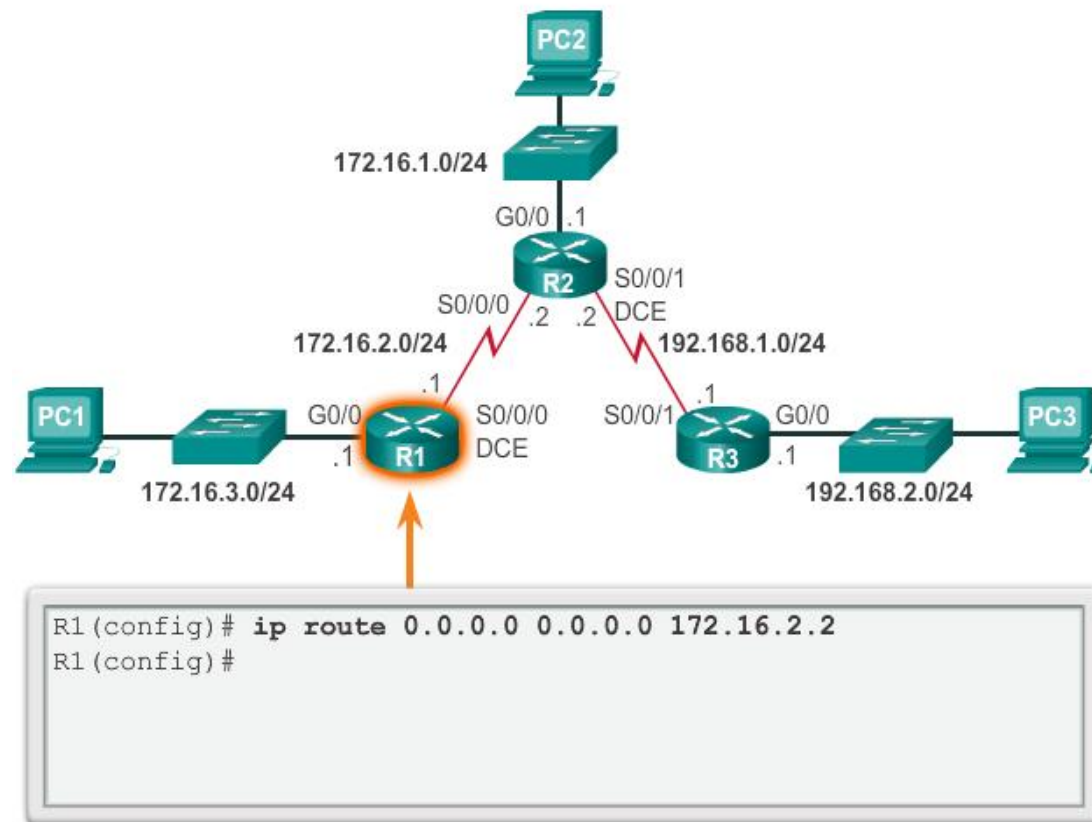 PC2
172.16.1.0/24
G0/0 .1
R2
S0/0/1
DCE
S0/0/0
.2 .2
172.16.2.0/24
192.168.1.0/24
.1
.1
PC1
G0/0
S0/0/0
DCE
.1
R1
S0/0/1
G0/0
R3
.1
PC3
172.16.3.0/24
192.168.2.0/24
R1(config)# ip route 0.0.0.0 0.0.0.0 172.16.2.2
R1(config)#